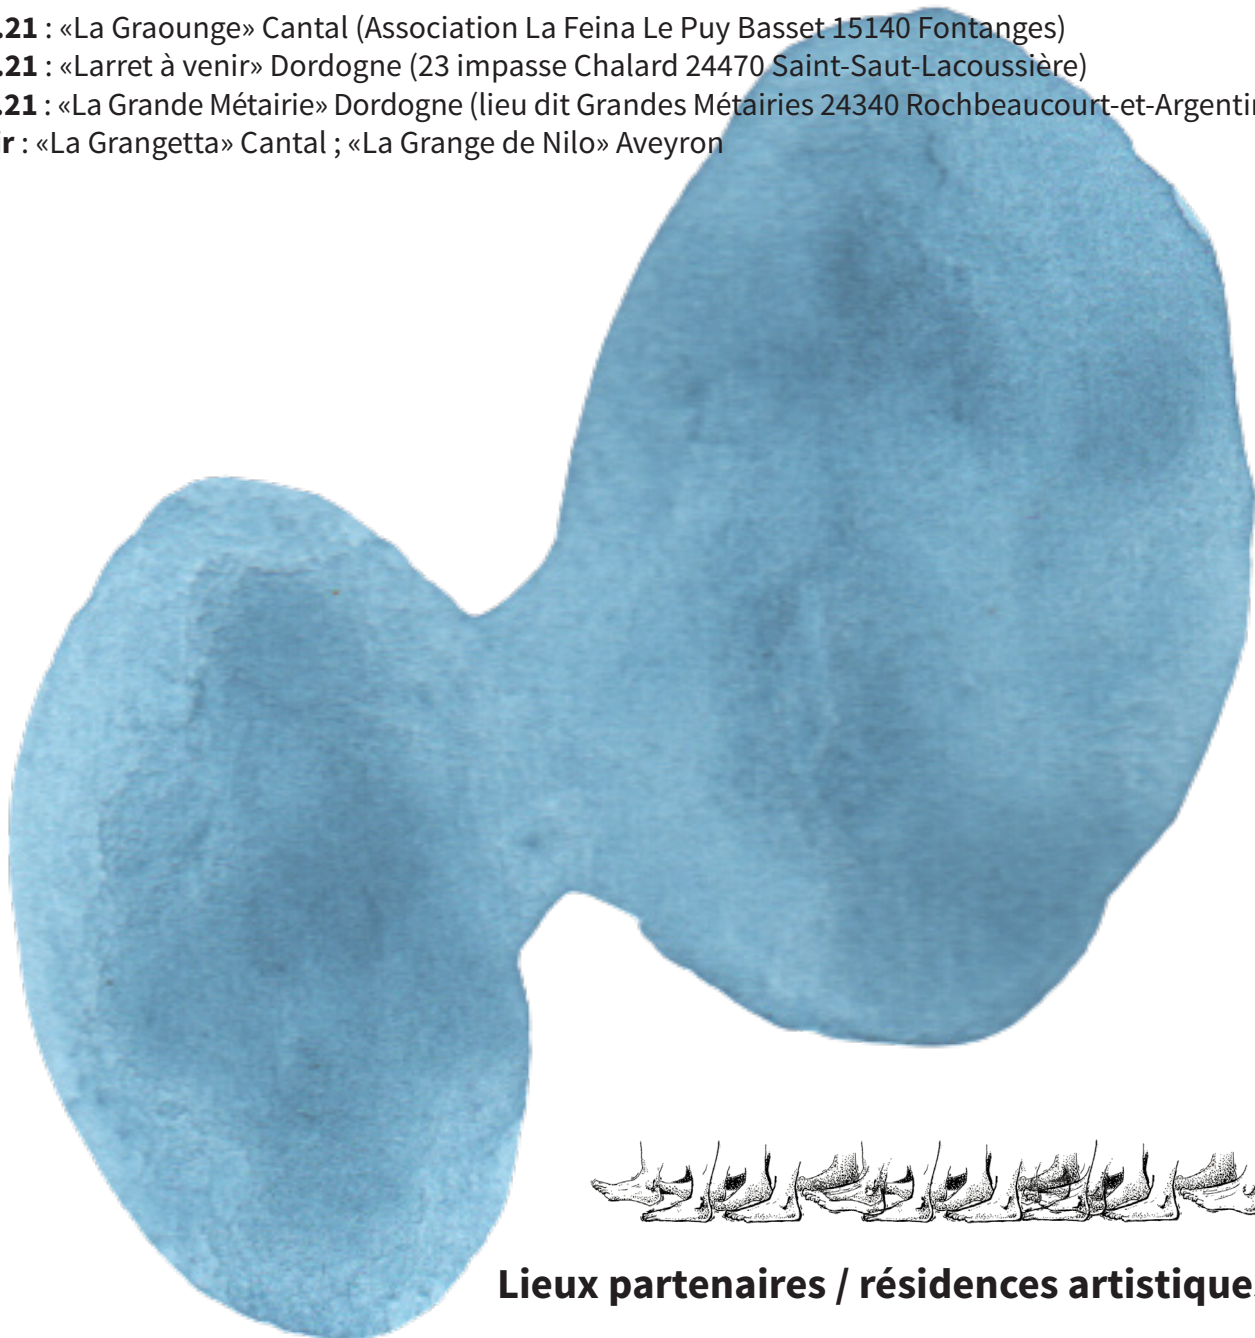 .21 : «La Graounge» Cantal (Association La Feina Le Puy Basset 15140 Fontanges)
.21 : «Larret à venir» Dordogne (23 impasse Chalard 24470 Saint-Saut-Lacoussière)
.21 : «La Grande Métairie» Dordogne (lieu dit Grandes Métairies 24340 Rochbeaucourt-et-Argentin
ir : «La Grangetta» Cantal ; «La Grange de Nilo» Aveyron
Lieux partenaires / résidences artistiques